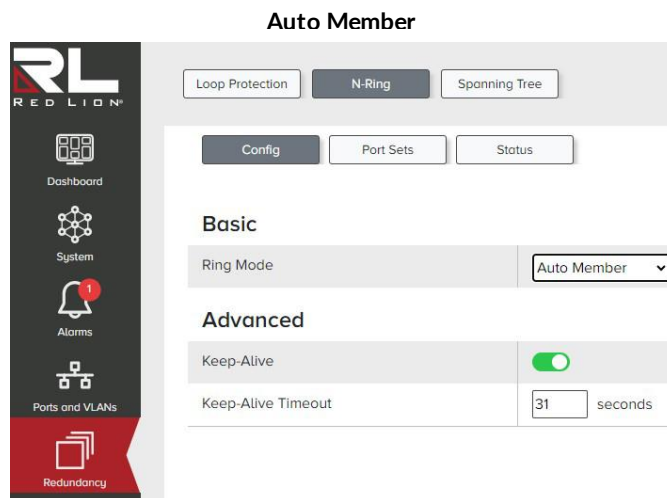 Auto Member
RL
RED LION®
Loop Protection
N-Ring
Spanning Tree
Config
Port Sets
Status
Dashboard
System
1
Alarms
Ports and VLANs
Redundancy
Basic
Ring Mode
Auto Member
Advanced
Keep-Alive
Keep-Alive Timeout
31 seconds